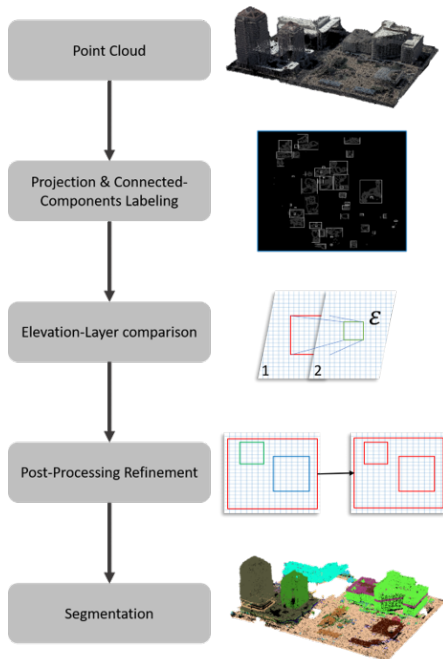 Point Cloud
Projection & Connected-
Components Labeling
Elevation-Layer comparison
1
2
ε
Post-Processing Refinement
Segmentation